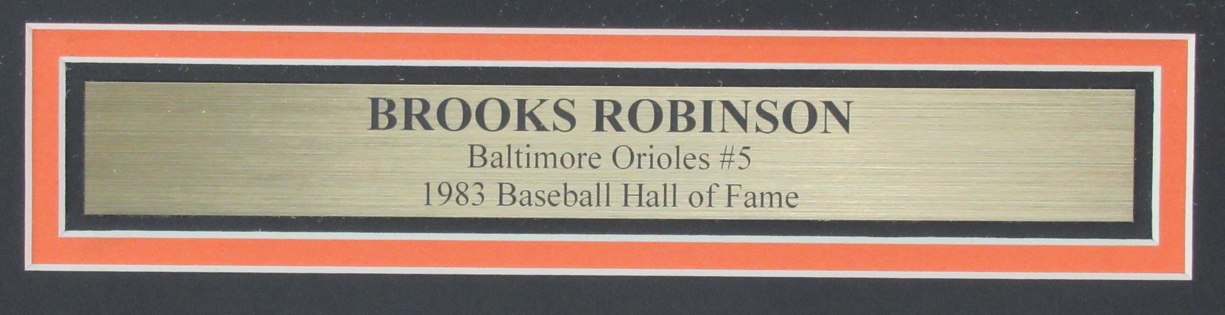 BROOKS ROBINSON
Baltimore Orioles #5
1983 Baseball Hall of Fame